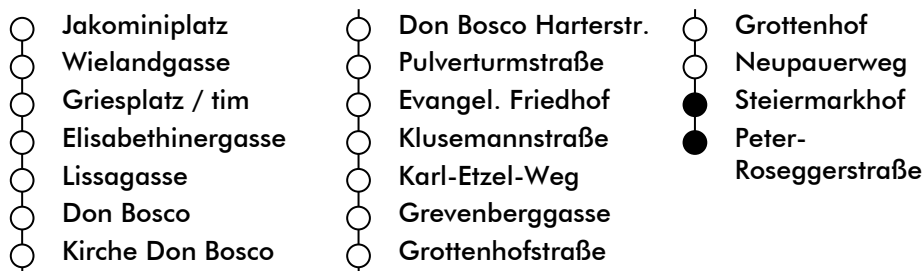 Jakominiplatz
Wielandgasse
Griesplatz / tim
Elisabethinergasse
Lissagasse
Don Bosco
Kirche Don Bosco
Don Bosco Harterstr.
Pulverturmstraße
Evangel. Friedhof
Klusemannstraße
Karl-Etzel-Weg
Grevenberggasse
Grottenhofstraße
Grottenhof
Neupauerweg
Steiermarkhof
Peter-
Roseggerstraße